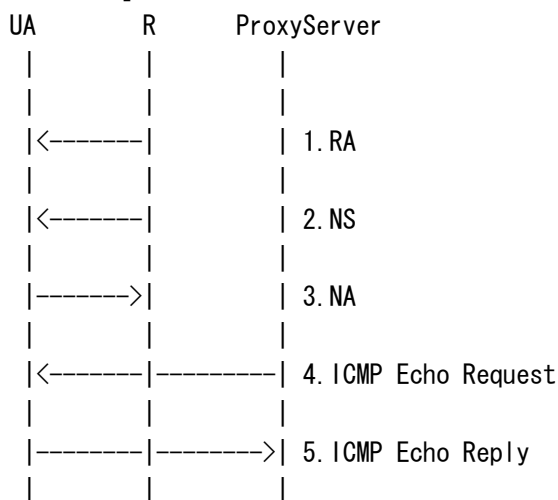 UA R ProxyServer
| | |
| | |
|<-------| | 1.RA
| | |
|<-------| | 2.NS
| | |
|------->| | 3.NA
| | |
|<-------|---------| 4.ICMP Echo Request
| | |
|--------|-------->| 5.ICMP Echo Reply
| | |